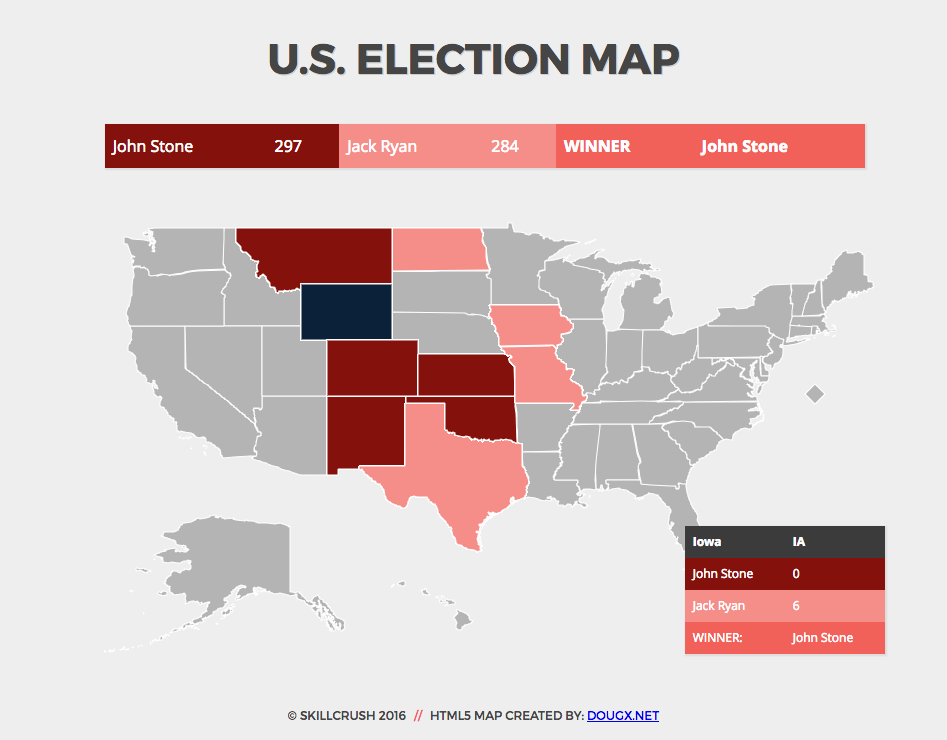 U.S. ELECTION MAP
John Stone 297 Jack Ryan 284 WINNER John Stone
Iowa IA
John Stone 0
Jack Ryan 6
WINNER: John Stone
© SKILLCRUSH 2016 // HTML5 MAP CREATED BY: DOUGX.NET